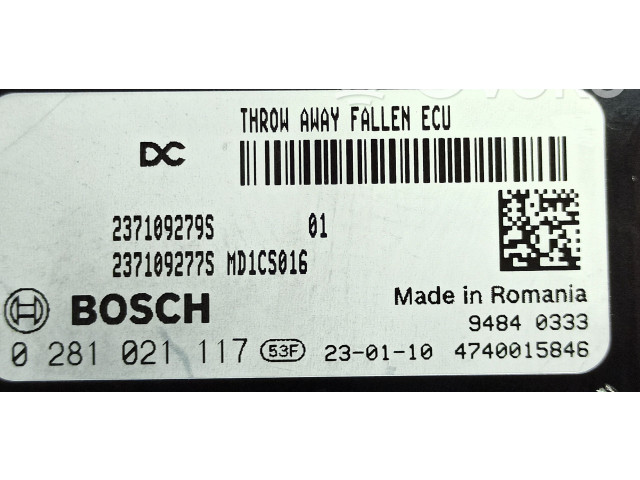 THROW AWAY FALLEN ECU
DC
237109279S 01
237109277S MD1CS016
BOSCH
Made in Romania
9484 0333
0 281 021 117 53F 23-01-10 4740015846